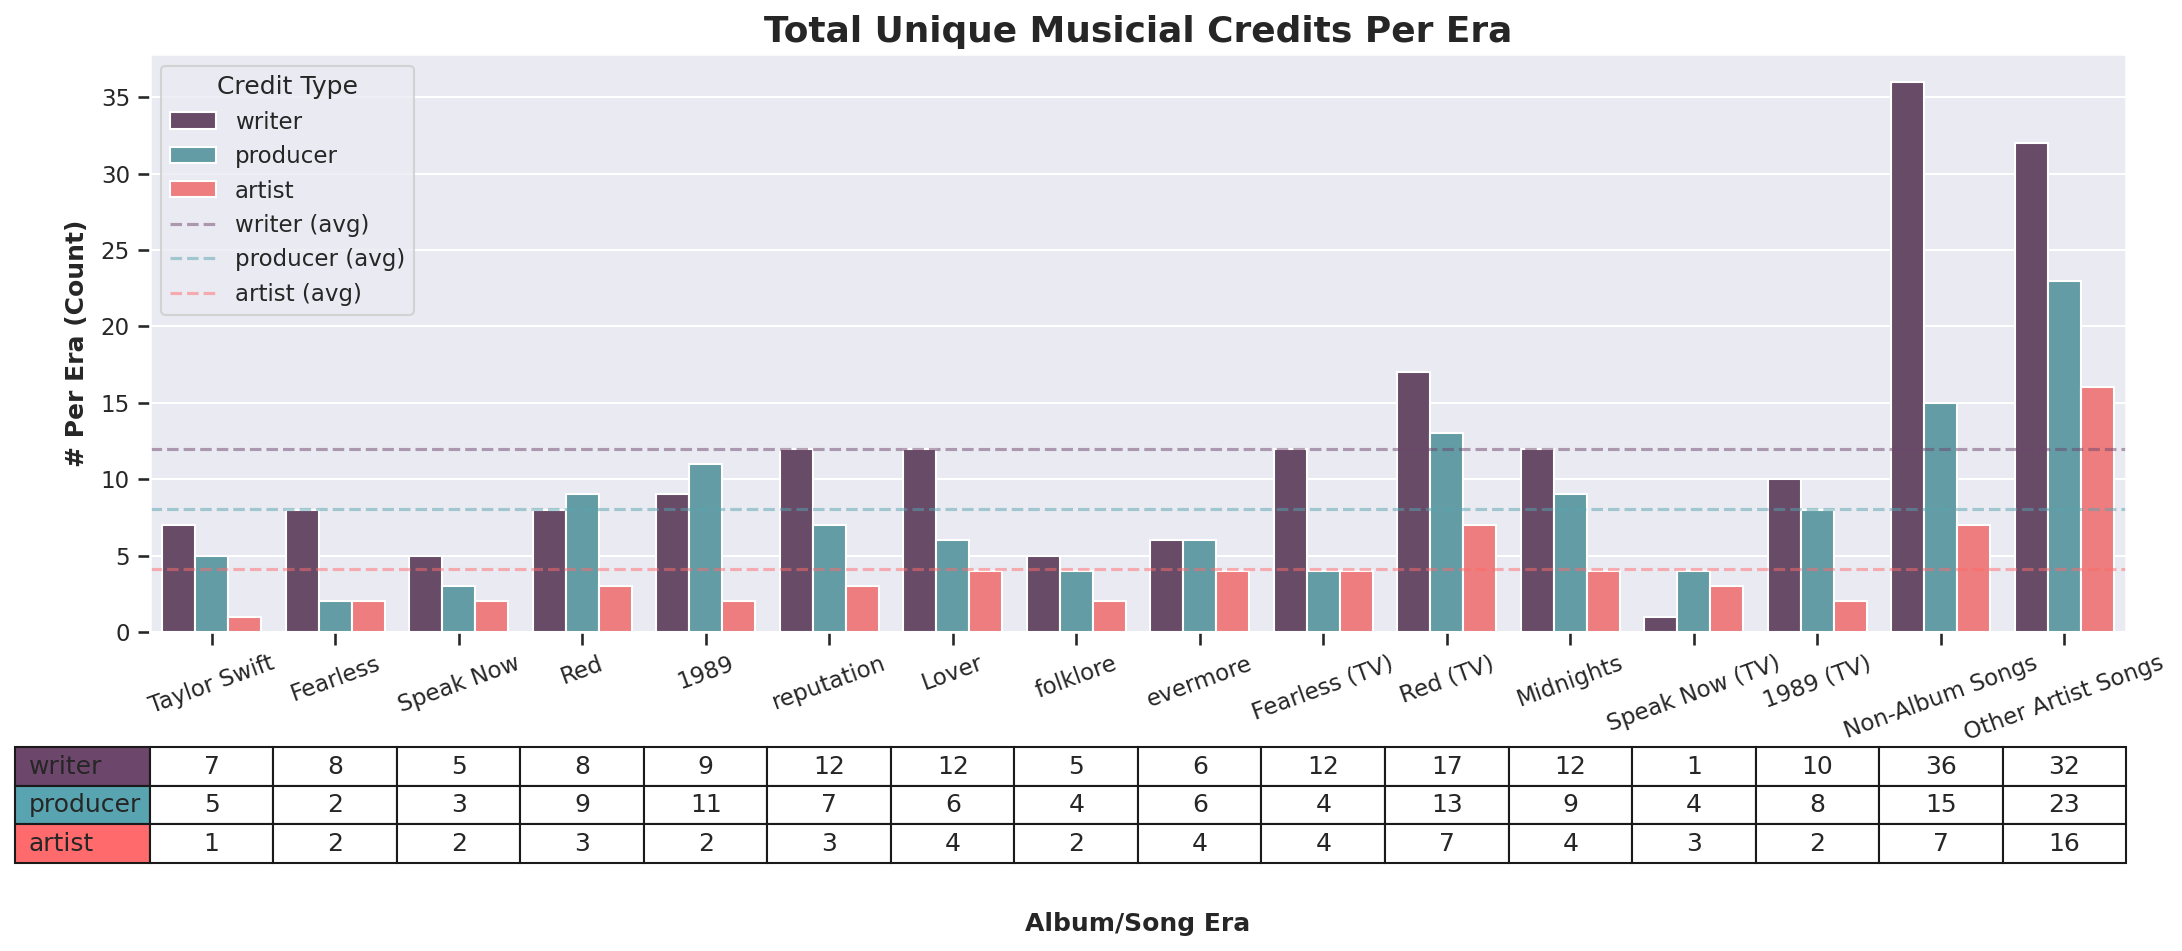 Total Unique Musicial Credits Per Era
Credit Type
writer
producer
artist
writer (avg)
producer (avg)
artist (avg)
# Per Era (Count)
35
30
25
20
15
10
5
0
Taylor Swift
Fearless
Speak Now
Red
1989
reputation
Lover
folklore
evermore
Fearless (TV)
Red (TV)
Midnights
Speak Now (TV)
1989 (TV)
Non-Album Songs
Other Artist Songs
writer 7 8 5 8 9 12 12 5 6 12 17 12 1 10 36 32
producer 5 2 3 9 11 7 6 4 6 4 13 9 4 8 15 23
artist 1 2 2 3 2 3 4 2 4 4 7 4 3 2 7 16
Album/Song Era